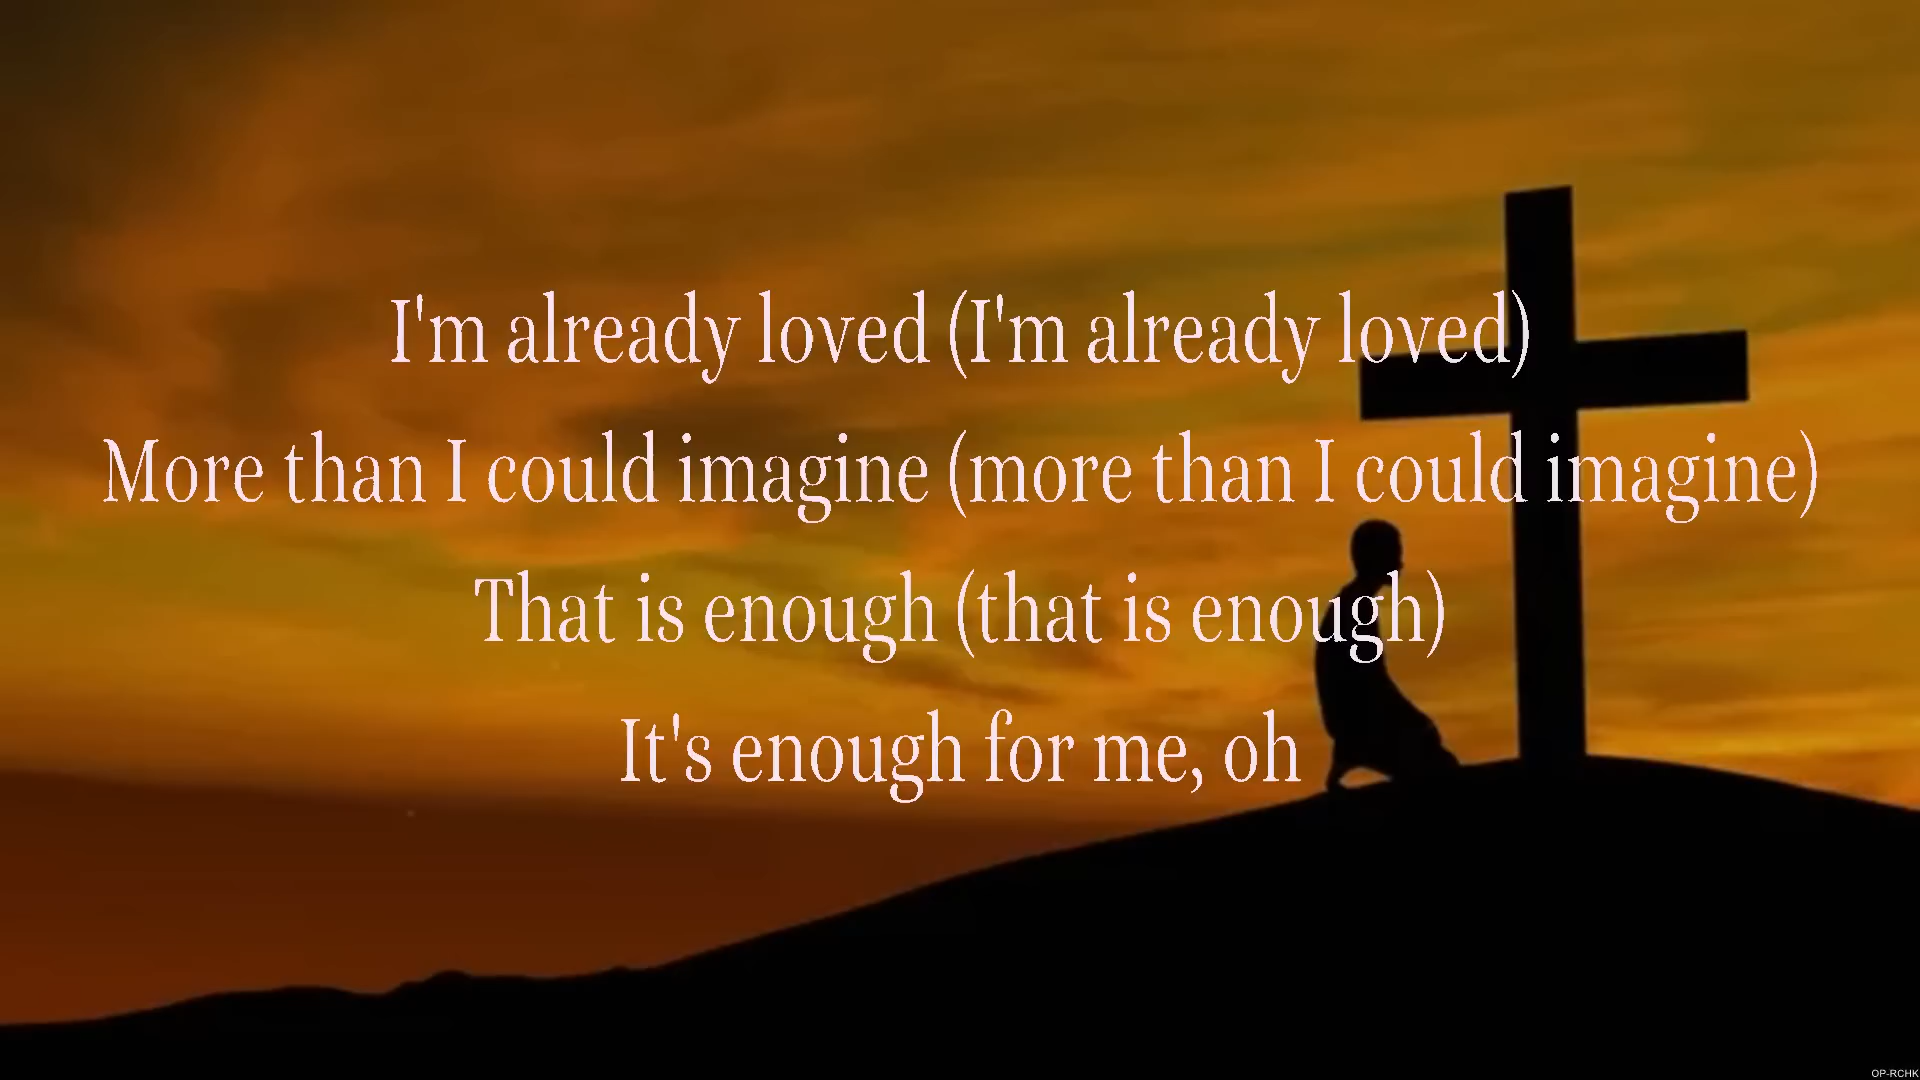 I'm already loved (I'm already loved)
More than I could imagine (more than I could imagine)
That is enough (that is enough)
It's enough for me, oh
OP-RCHK